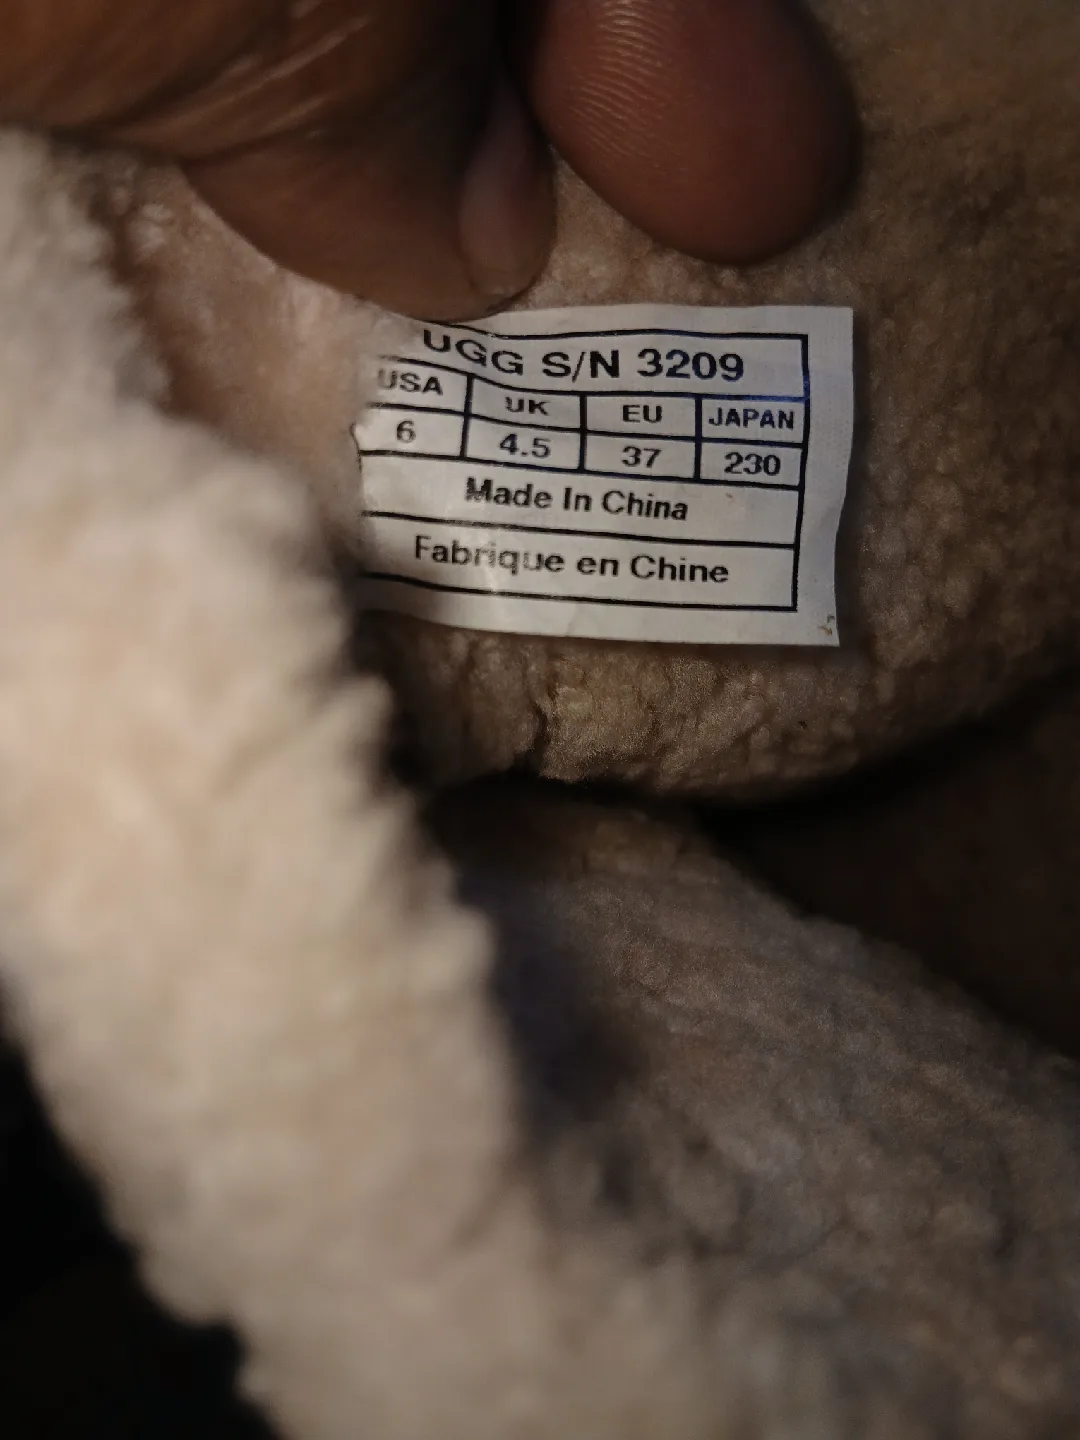 UGG S/N 3209
USA UK EU JAPAN
6 4.5 37 230
Made In China
Fabrique en Chine